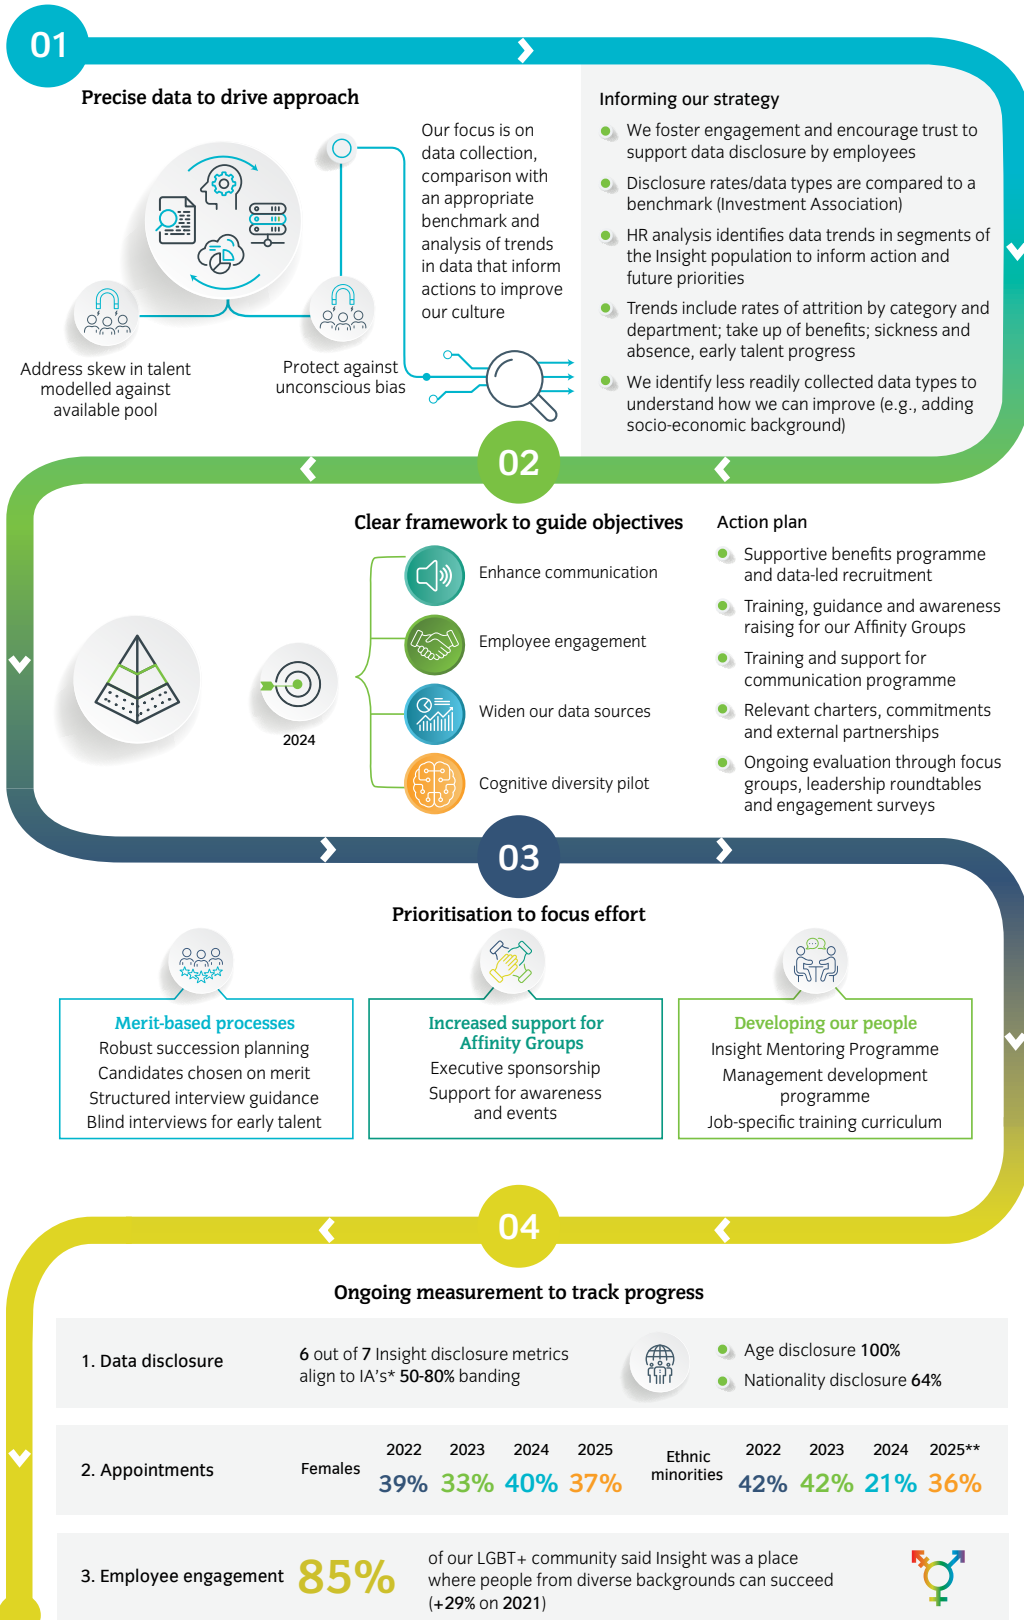 01
Precise data to drive approach
Address skew in talent
modelled against
available pool
Protect against
unconscious bias
Our focus is on
data collection,
comparison with
an appropriate
benchmark and
analysis of trends
in data that inform
actions to improve
our culture
Informing our strategy
We foster engagement and encourage trust to
support data disclosure by employees
Disclosure rates/data types are compared to a
benchmark (Investment Association)
HR analysis identifies data trends in segments of
the Insight population to inform action and
future priorities
Trends include rates of attrition by category and
department; take up of benefits; sickness and
absence, early talent progress
We identify less readily collected data types to
understand how we can improve (e.g., adding
socio-economic background)
02
Clear framework to guide objectives
2024
Enhance communication
Employee engagement
Widen our data sources
Cognitive diversity pilot
Action plan
Supportive benefits programme
and data-led recruitment
Training, guidance and awareness
raising for our Affinity Groups
Training and support for
communication programme
Relevant charters, commitments
and external partnerships
Ongoing evaluation through focus
groups, leadership roundtables
and engagement surveys
03
Prioritisation to focus effort
Merit-based processes
Robust succession planning
Candidates chosen on merit
Structured interview guidance
Blind interviews for early talent
Increased support for
Affinity Groups
Executive sponsorship
Support for awareness
and events
Developing our people
Insight Mentoring Programme
Management development
programme
Job-specific training curriculum
04
Ongoing measurement to track progress
1. Data disclosure
6 out of 7 Insight disclosure metrics
align to IA's* 50-80% banding
Age disclosure 100%
Nationality disclosure 64%
2. Appointments
Females
2022 2023 2024 2025
39% 33% 40% 37%
Ethnic
minorities
2022 2023 2024 2025**
42% 42% 21% 36%
3. Employee engagement
85%
of our LGBT+ community said Insight was a place
where people from diverse backgrounds can succeed
(+29% on 2021)